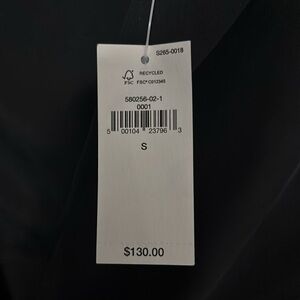 S265-0018
RECYCLED
FSC FSC® C012345
580256-02-1
0001
5 00104 23796 3
S
$130.00